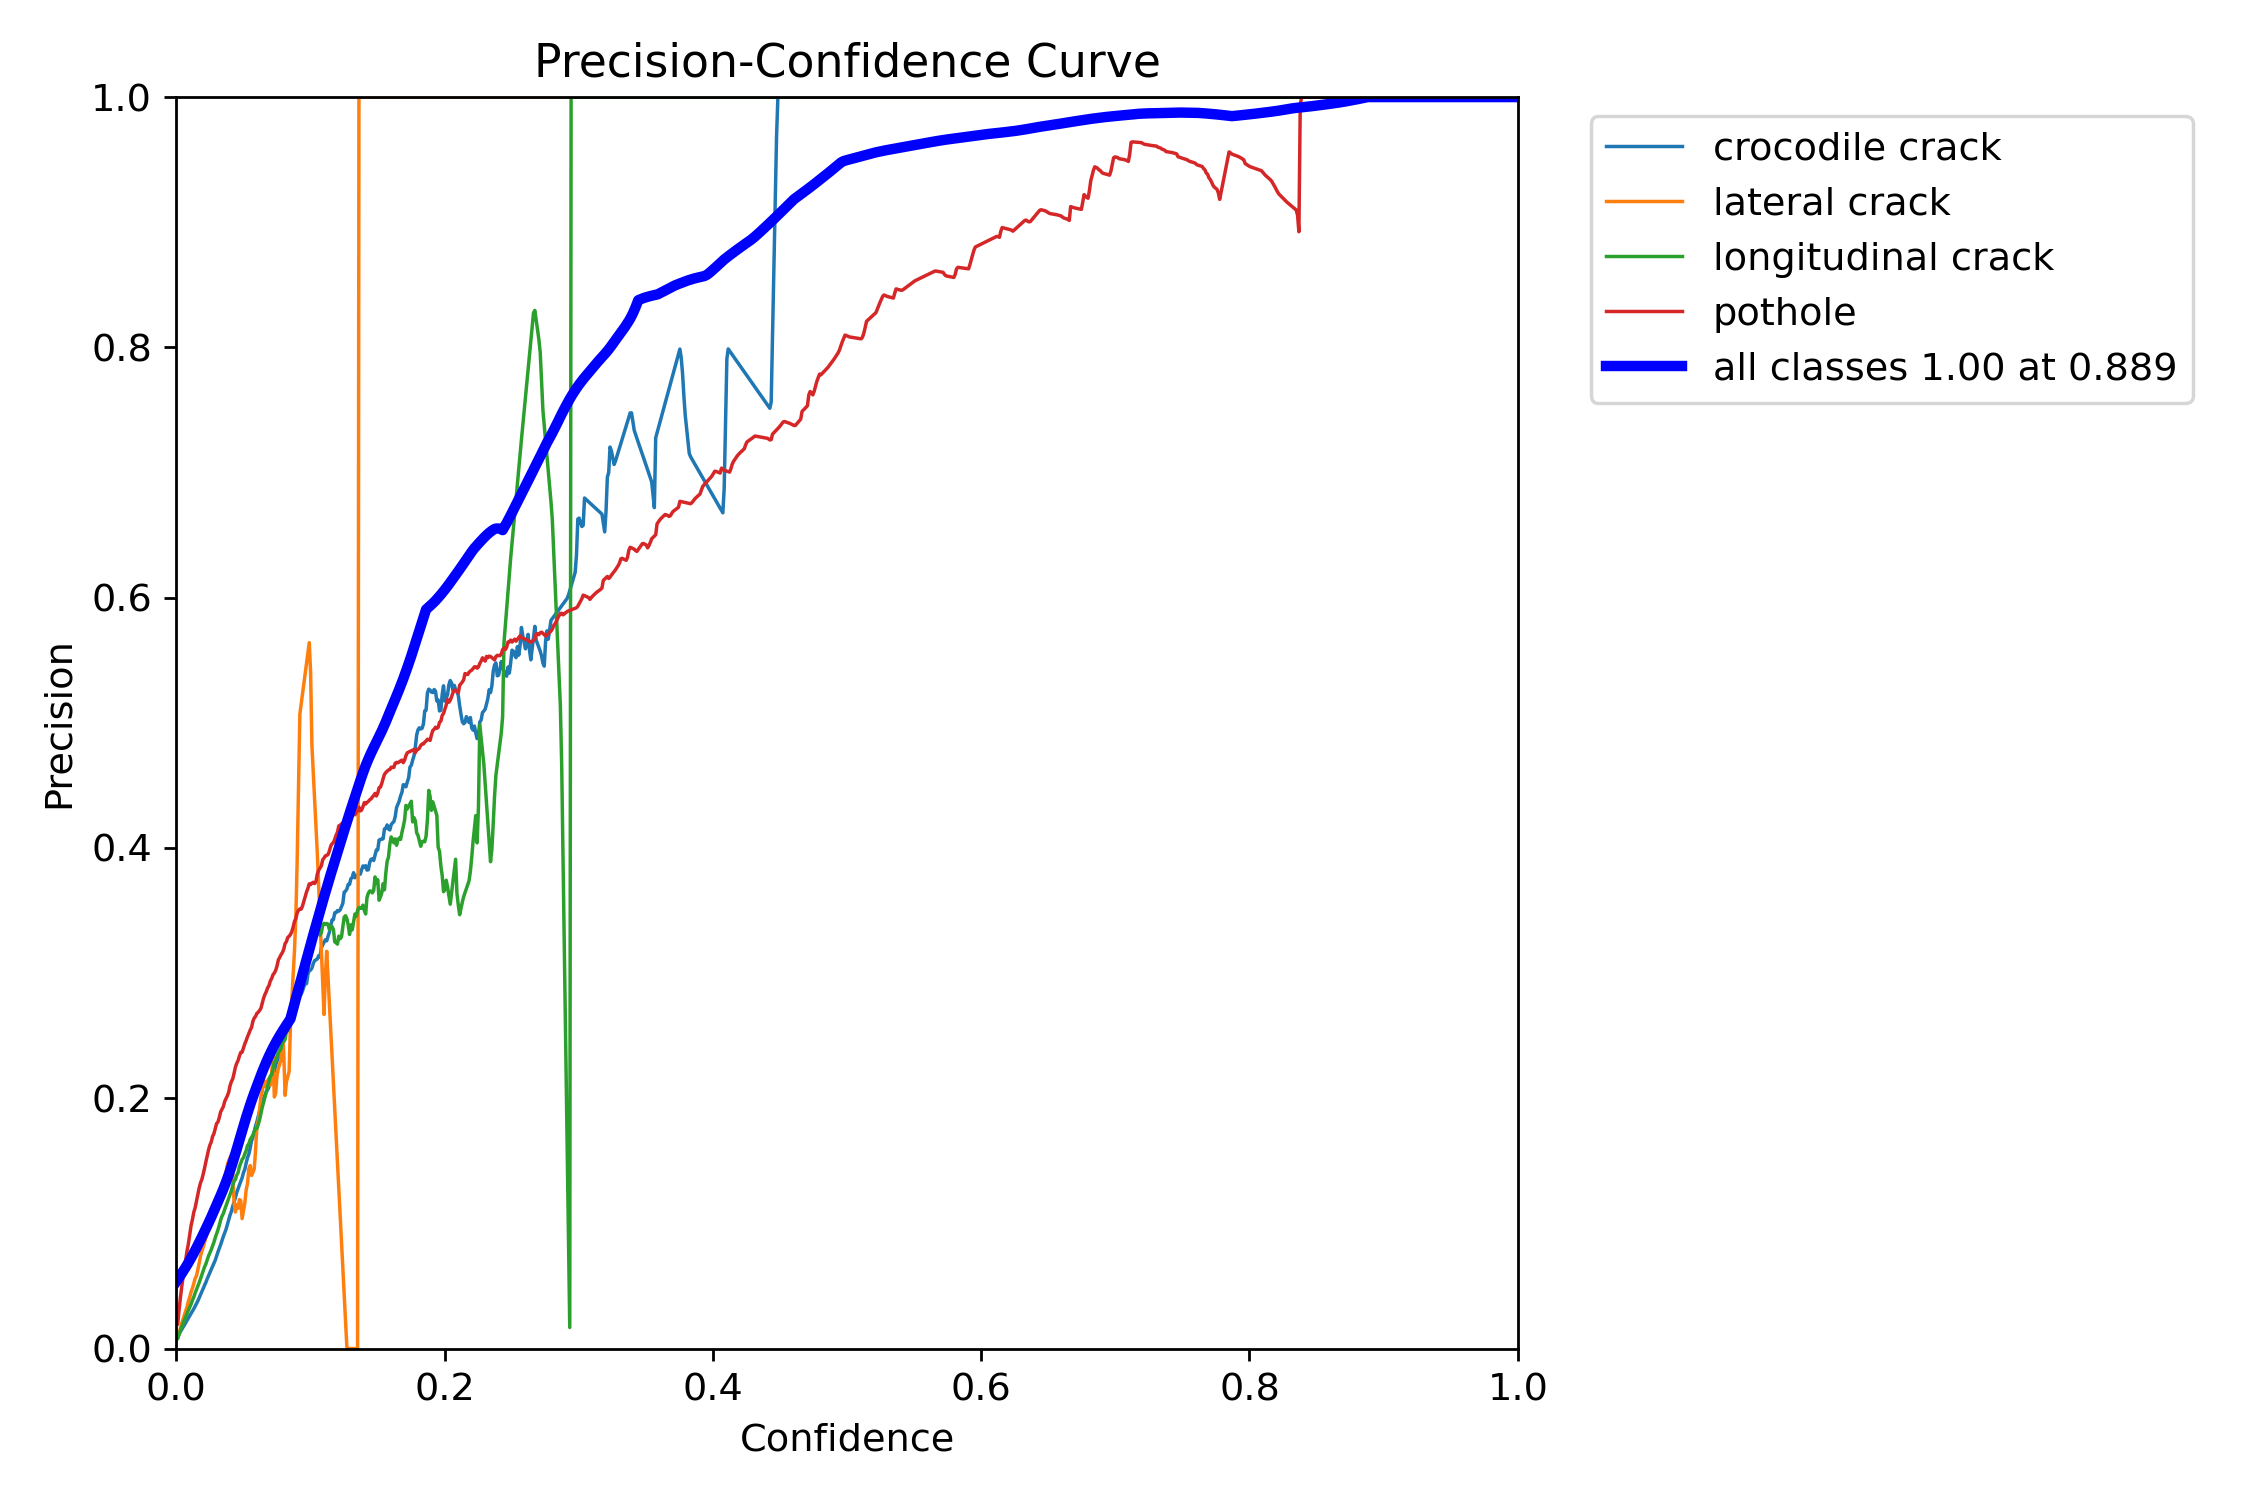 Precision-Confidence Curve
1.0
0.8
0.6
0.4
0.2
0.0
Precision
0.0 0.2 0.4 0.6 0.8 1.0
Confidence
crocodile crack
lateral crack
longitudinal crack
pothole
all classes 1.00 at 0.889